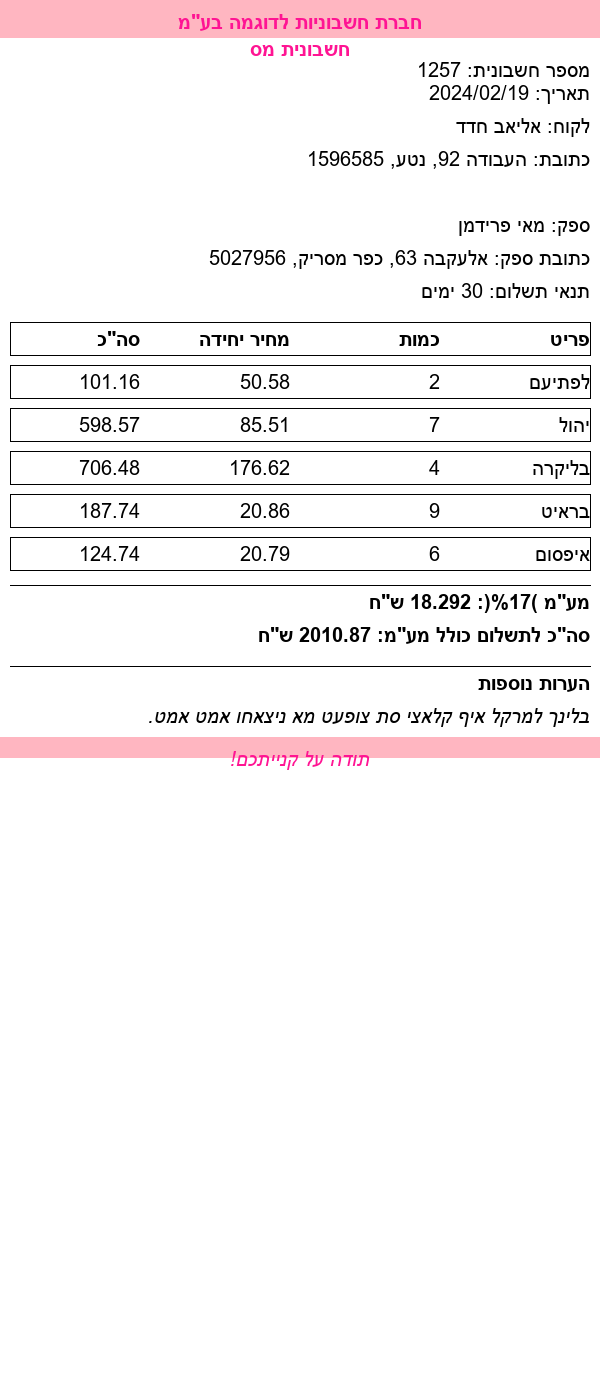 חברת חשבוניות לדוגמה בע"מ
חשבונית מס
מספר חשבונית: 1257
תאריך: 2024/02/19
לקוח: אליאב חדד
כתובת: העבודה 92, נטע, 1596585
ספק: מאי פרידמן
כתובת ספק: אלעקבה 63, כפר מסריק, 5027956
תנאי תשלום: 30 ימים
פריט כמות מחיר יחידה סה"כ
לפתיעם 2 50.58 101.16
יהול 7 85.51 598.57
בליקרה 4 176.62 706.48
בראיט 9 20.86 187.74
איפסום 6 20.79 124.74
מע"מ )17%(: 18.292 ש"ח
סה"כ לתשלום כולל מע"מ: 2010.87 ש"ח
הערות נוספות
בלינך למרקל איף קלאצי סת צופעט מא ניצאחו אמט אמט.
תודה על קנייתכם!